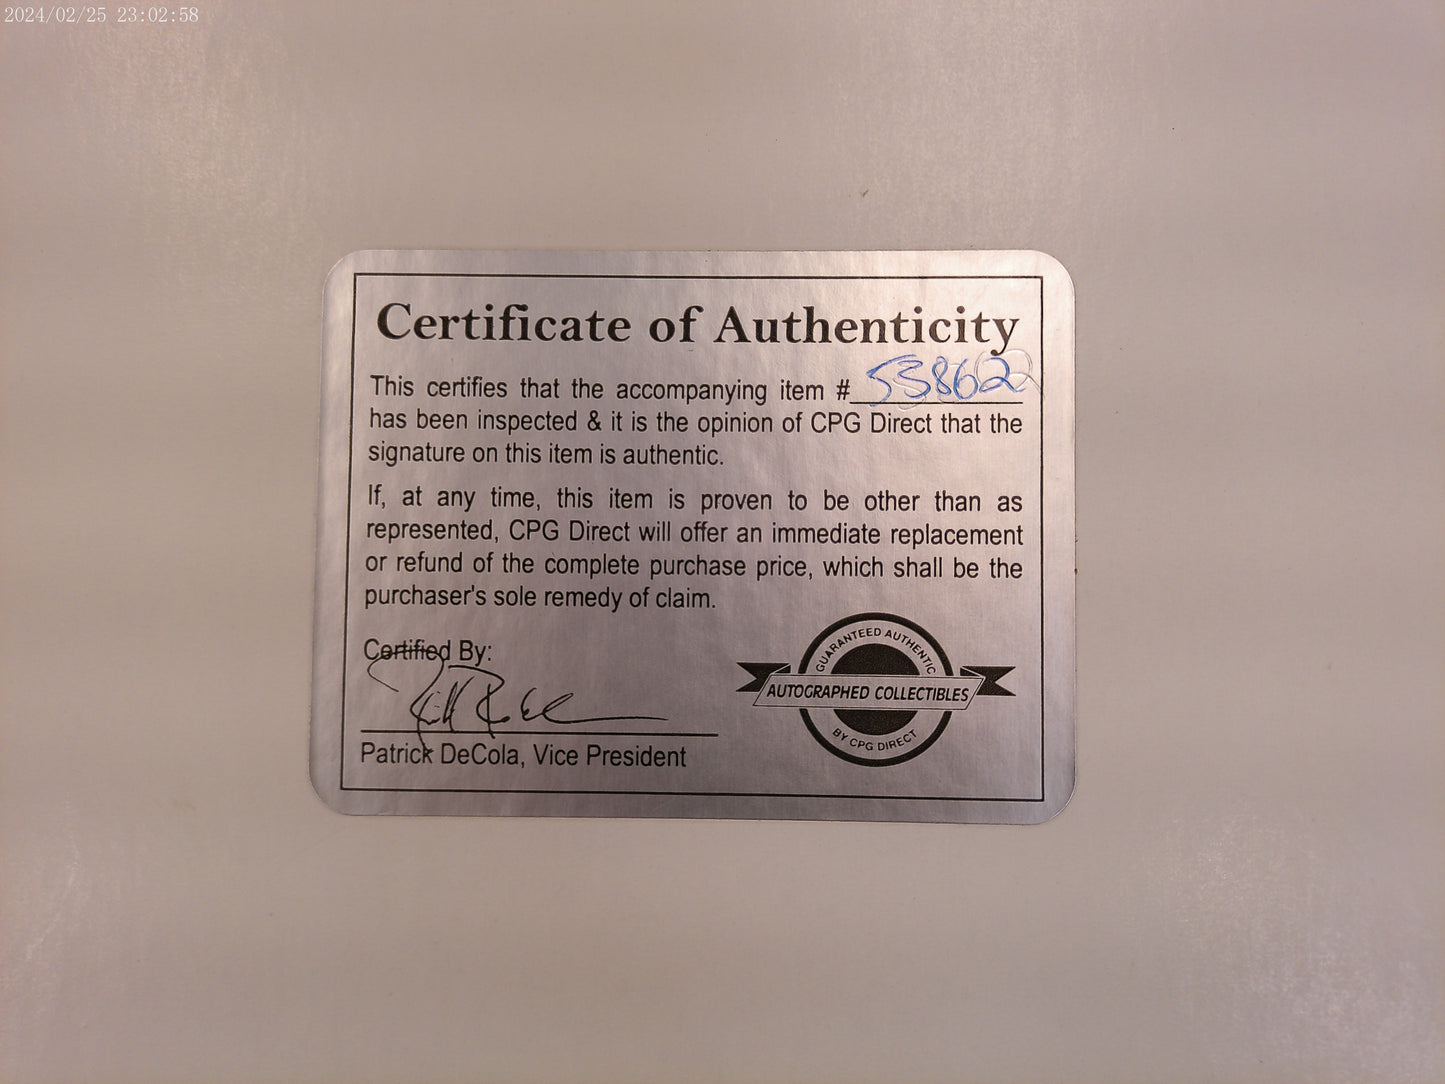 2024/02/25 23:02:58
Certificate of Authenticity
This certifies that the accompanying item # 53862
has been inspected & it is the opinion of CPG Direct that the
signature on this item is authentic.
If, at any time, this item is proven to be other than as
represented, CPG Direct will offer an immediate replacement
or refund of the complete purchase price, which shall be the
purchaser's sole remedy of claim.
Certified By:
Patrick DeCola, Vice President
GUARANTEED AUTHENTIC
AUTOGRAPHED COLLECTIBLES
BY CPG DIRECT